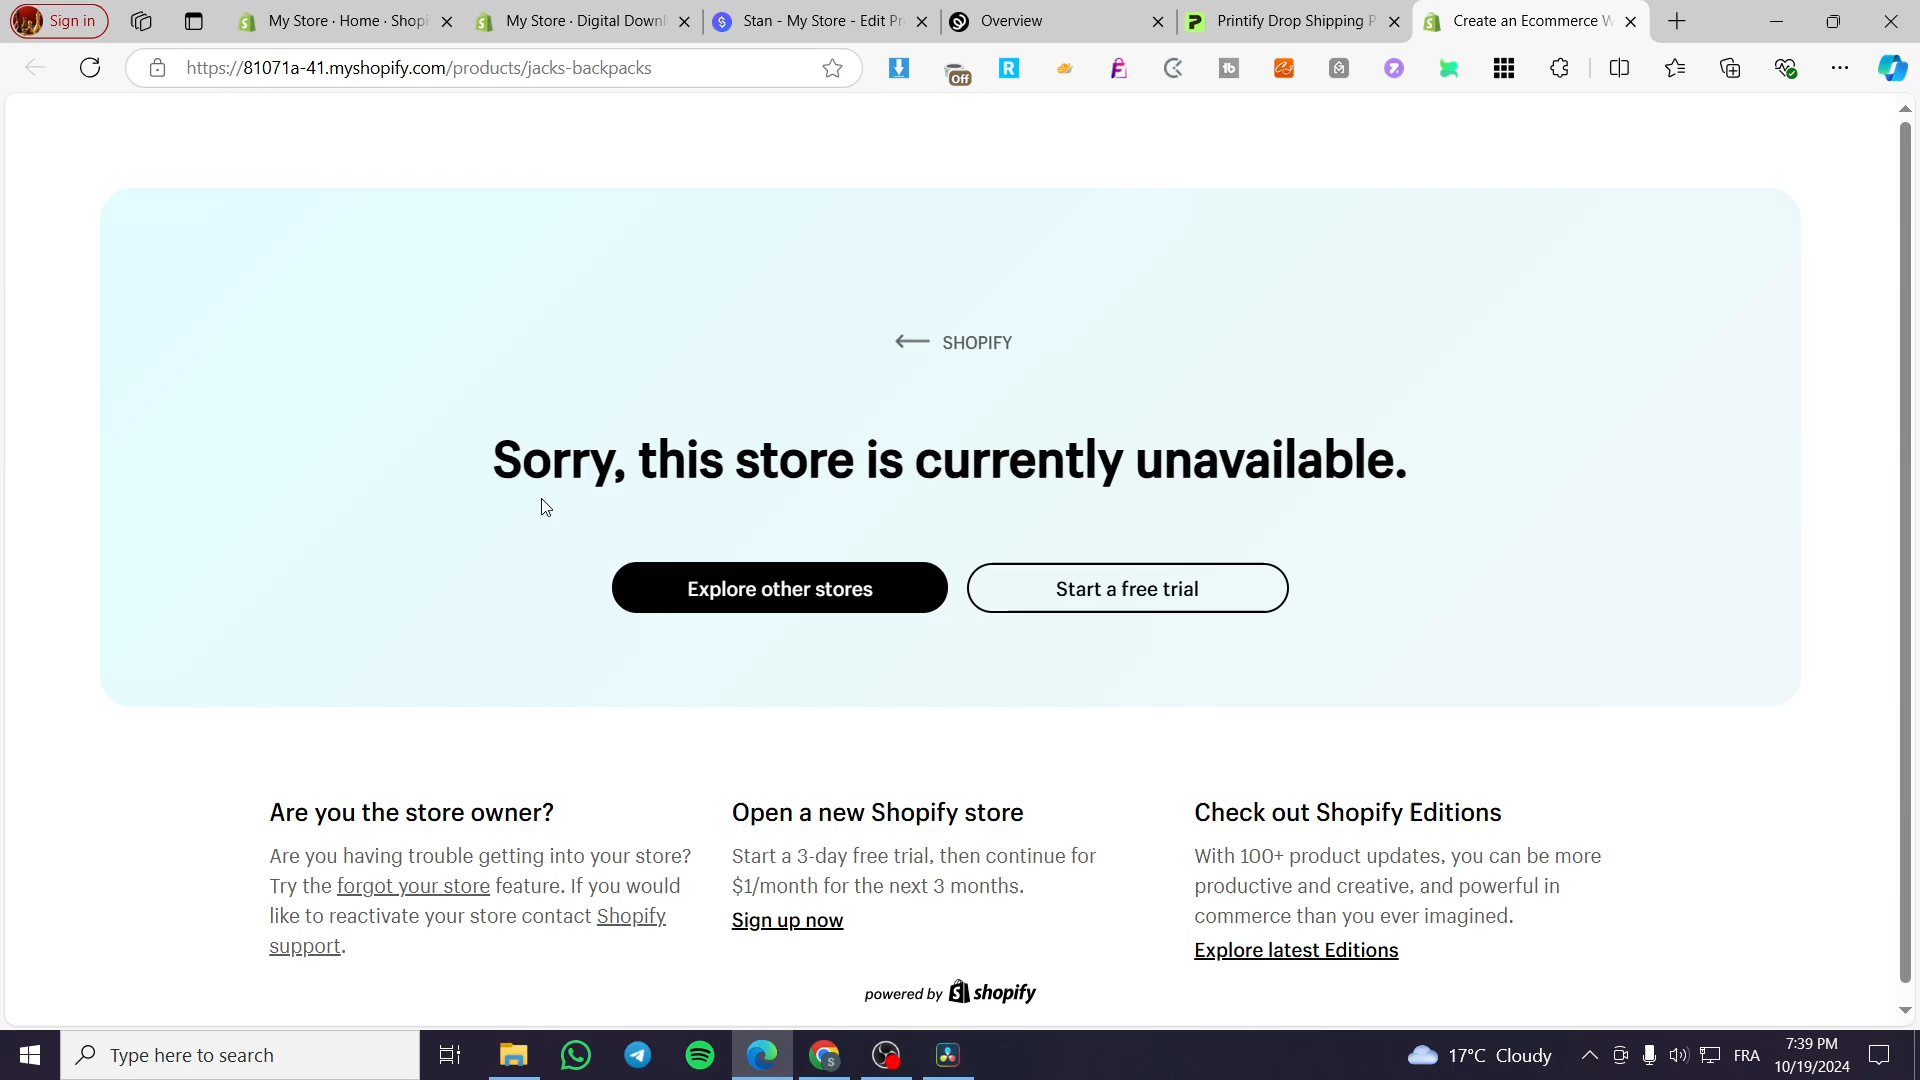 Sign in
My Store · Home · Shopi
My Store · Digital Downl
Stan - My Store - Edit Pr
Overview
Printify Drop Shipping P
Create an Ecommerce W
https://81071a-41.myshopify.com/products/jacks-backpacks
Off
R
tb
SHOPIFY
Sorry, this store is currently unavailable.
Explore other stores
Start a free trial
Are you the store owner?
Are you having trouble getting into your store?
Try the forgot your store feature. If you would
like to reactivate your store contact Shopify
support.
Open a new Shopify store
Start a 3-day free trial, then continue for
$1/month for the next 3 months.
Sign up now
Check out Shopify Editions
With 100+ product updates, you can be more
productive and creative, and powerful in
commerce than you ever imagined.
Explore latest Editions
powered by shopify
Type here to search
17°C Cloudy
FRA
7:39 PM
10/19/2024